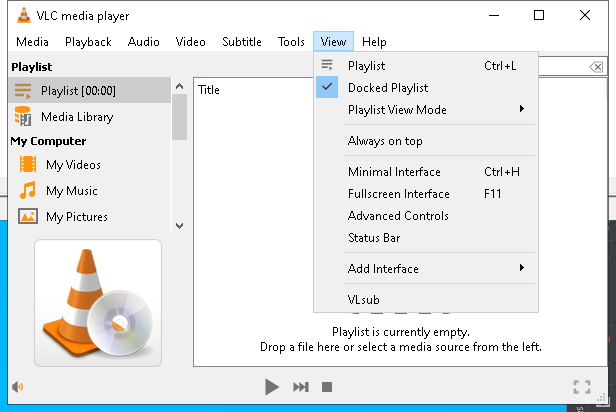 VLC media player
Media Playback Audio Video Subtitle Tools View Help
Playlist
Playlist [00:00]
Media Library
My Computer
My Videos
My Music
My Pictures
Title
Playlist Ctrl+L
Docked Playlist
Playlist View Mode
Always on top
Minimal Interface Ctrl+H
Fullscreen Interface F11
Advanced Controls
Status Bar
Add Interface
VLsub
Playlist is currently empty.
Drop a file here or select a media source from the left.